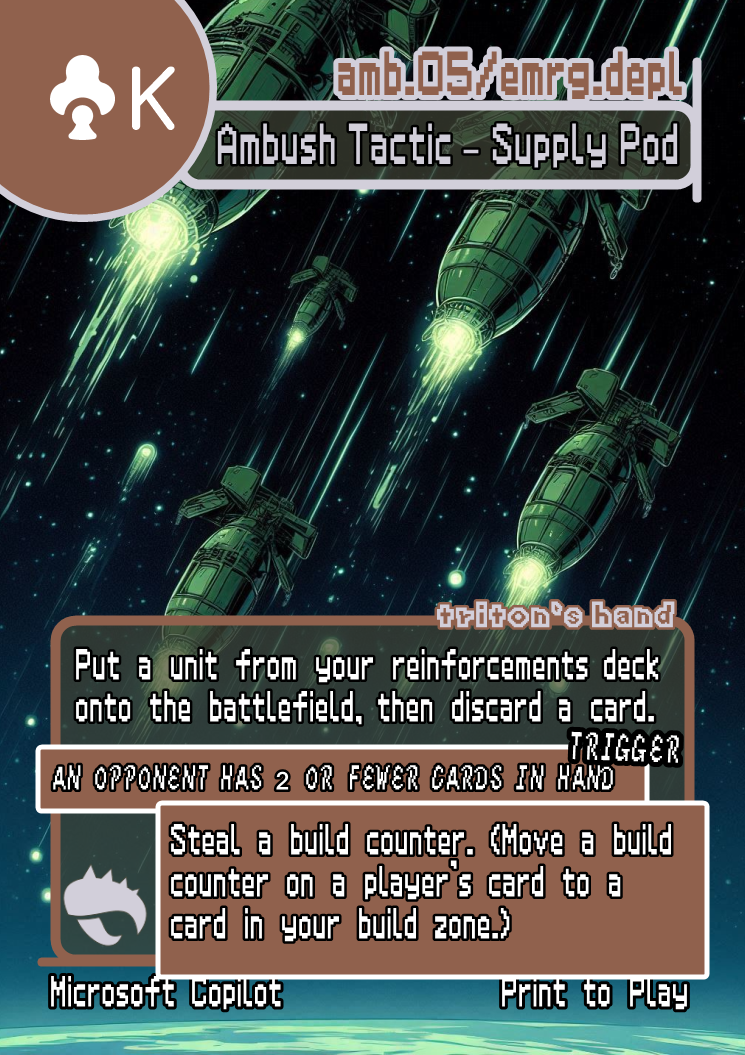 K
amb.05/emrg.depl
Ambush Tactic – Supply Pod
triton's hand
Put a unit from your reinforcements deck
onto the battlefield, then discard a card.
TRIGGER
AN OPPONENT HAS 2 OR FEWER CARDS IN HAND
Steal a build counter. (Move a build
counter on a player's card to a
card in your build zone.)
Microsoft Copilot
Print to Play